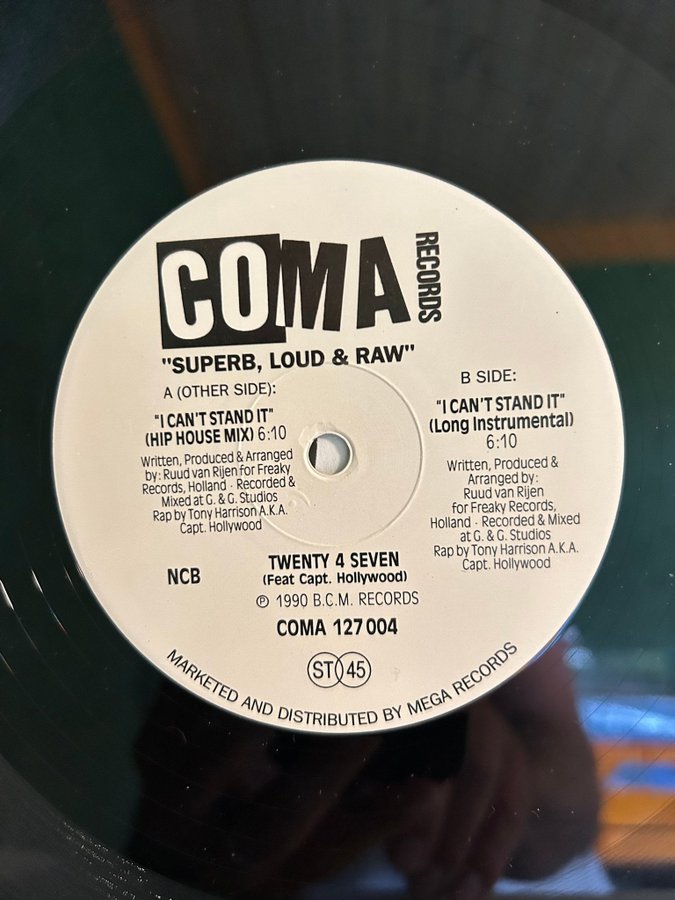 COMA RECORDS
"SUPERB, LOUD & RAW"
A (OTHER SIDE):
"I CAN'T STAND IT"
(HIP HOUSE MIX) 6:10
Written, Produced & Arranged
by: Ruud van Rijen for Freaky
Records, Holland - Recorded &
Mixed at G. & G. Studios
Rap by Tony Harrison A.K.A.
Capt. Hollywood
B SIDE:
"I CAN'T STAND IT"
(Long Instrumental)
6:10
Written, Produced &
Arranged by:
Ruud van Rijen
for Freaky Records,
Holland - Recorded & Mixed
at G. & G. Studios
Rap by Tony Harrison A.K.A.
Capt. Hollywood
NCB
TWENTY 4 SEVEN
(Feat Capt. Hollywood)
℗ 1990 B.C.M. RECORDS
COMA 127004
ST 45
MARKETED AND DISTRIBUTED BY MEGA RECORDS